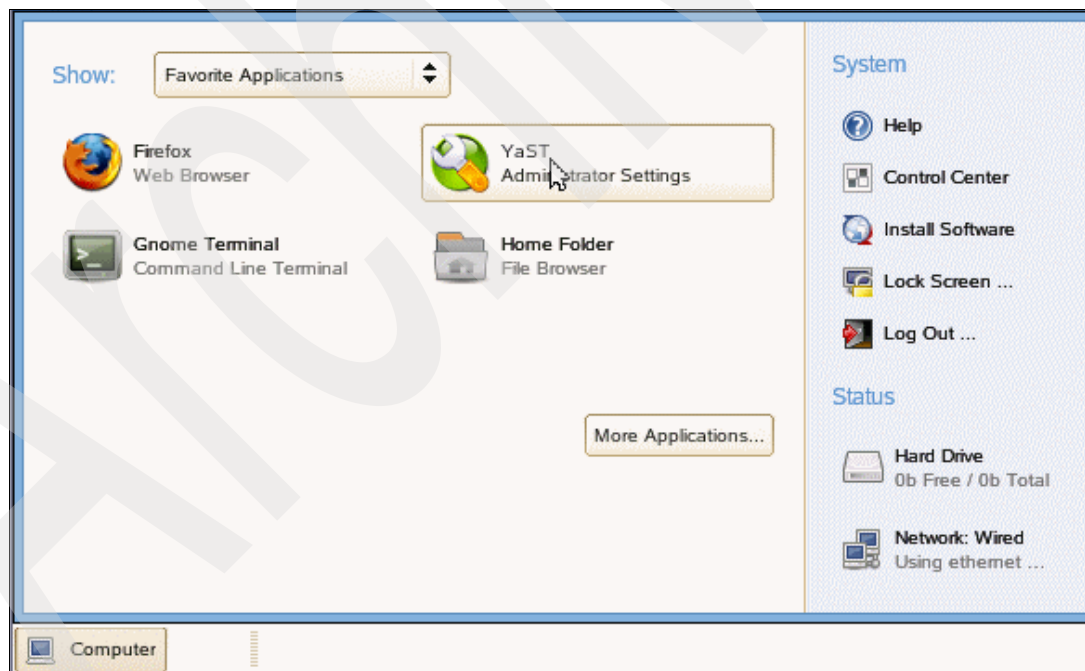 Show: Favorite Applications
Firefox
Web Browser
YaST
Administrator Settings
Gnome Terminal
Command Line Terminal
Home Folder
File Browser
More Applications...
System
Help
Control Center
Install Software
Lock Screen ...
Log Out ...
Status
Hard Drive
0b Free / 0b Total
Network: Wired
Using ethernet ...
Computer